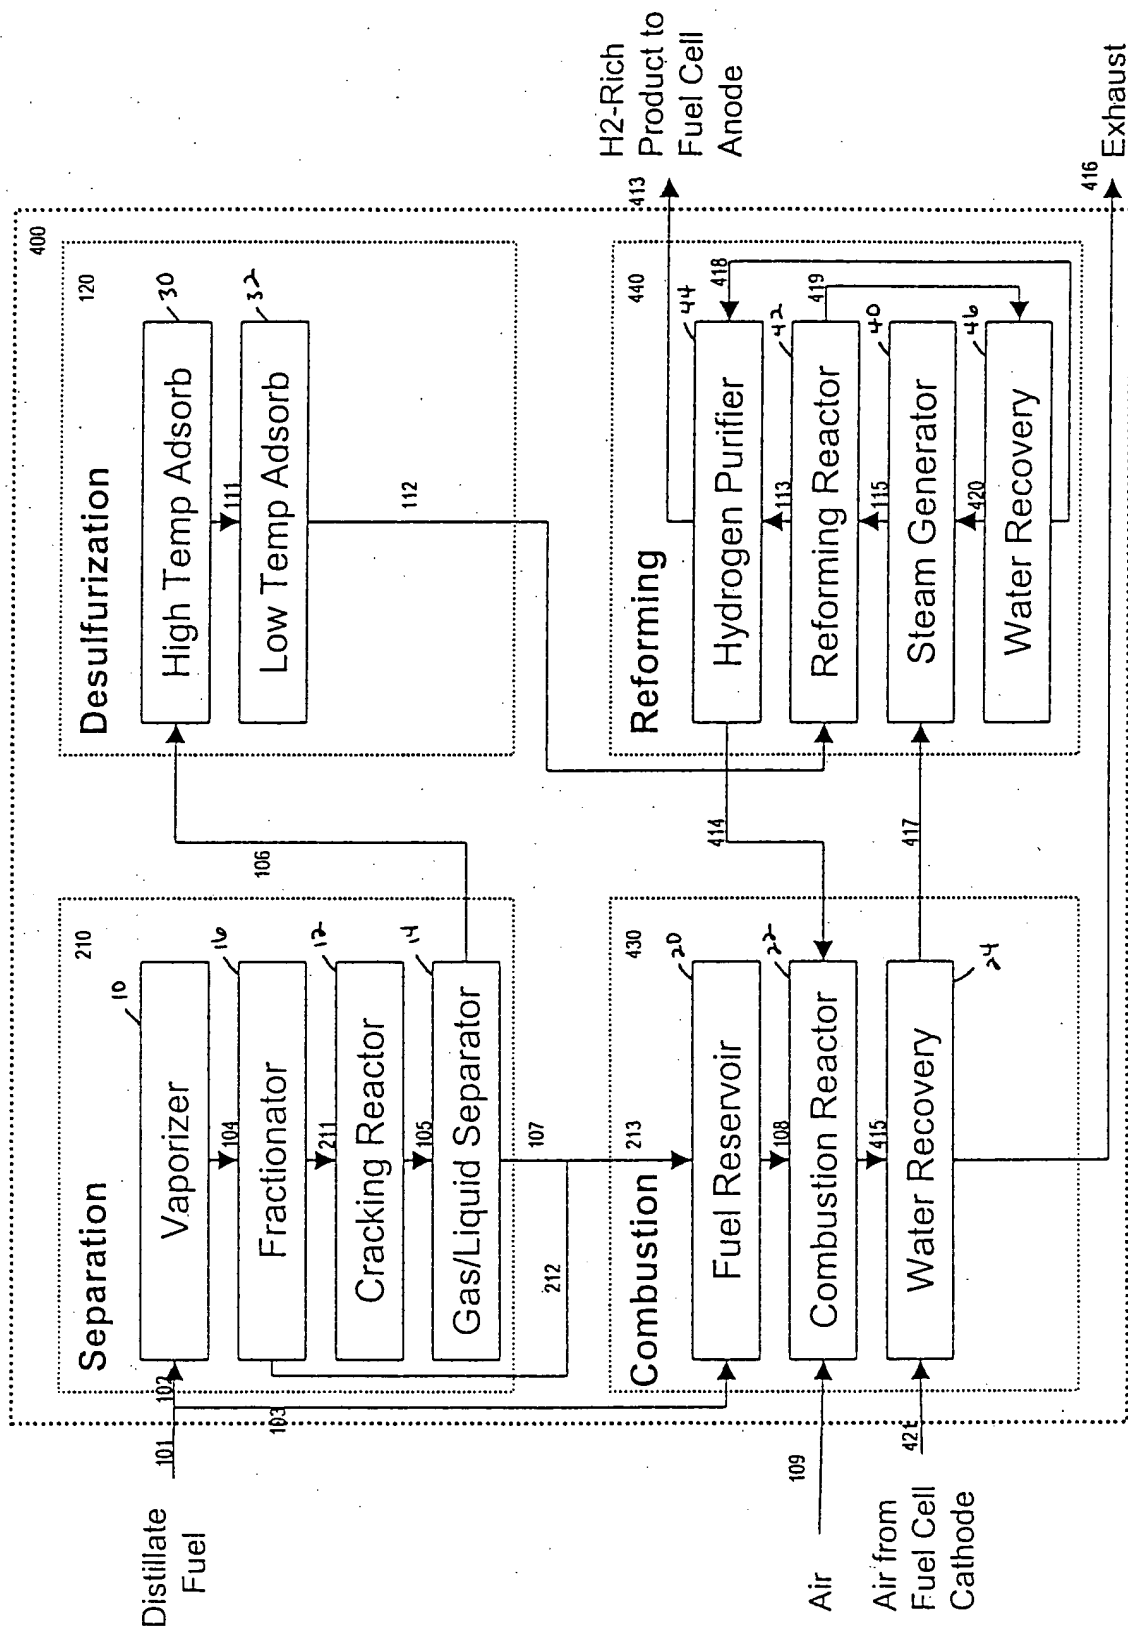 400
Separation
210
Vaporizer
10
104
Fractionator
16
211
Cracking Reactor
12
105
Gas/Liquid Separator
14
107
212
106
Desulfurization
120
High Temp Adsorb
30
111
Low Temp Adsorb
32
112
Distillate
Fuel
101
102
103
Combustion
213
430
Fuel Reservoir
20
108
Combustion Reactor
22
415
Water Recovery
24
Air
109
Air from
Fuel Cell
Cathode
421
414
417
Reforming
440
Hydrogen Purifier
44
418
113
Reforming Reactor
42
419
115
Steam Generator
40
420
Water Recovery
46
413
H2-Rich
Product to
Fuel Cell
Anode
416
Exhaust